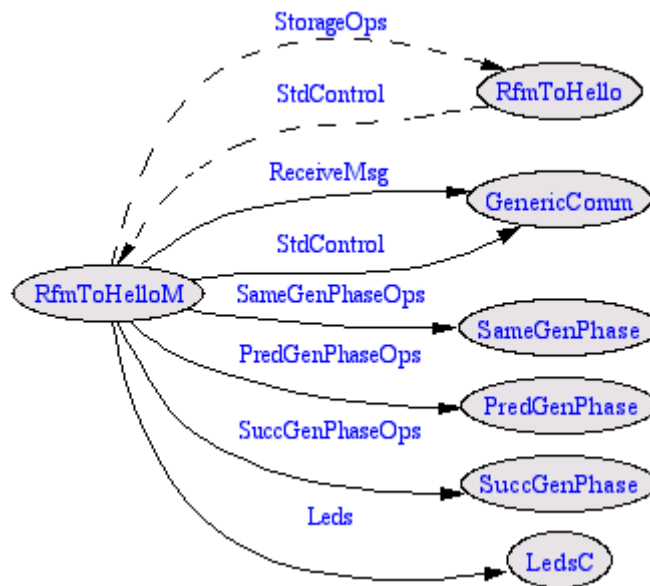 StorageOps
RfmToHello
StdControl
ReceiveMsg
GenericComm
StdControl
RfmToHelloM
SameGenPhaseOps
SameGenPhase
PredGenPhaseOps
PredGenPhase
SuccGenPhaseOps
SuccGenPhase
Leds
LedsC